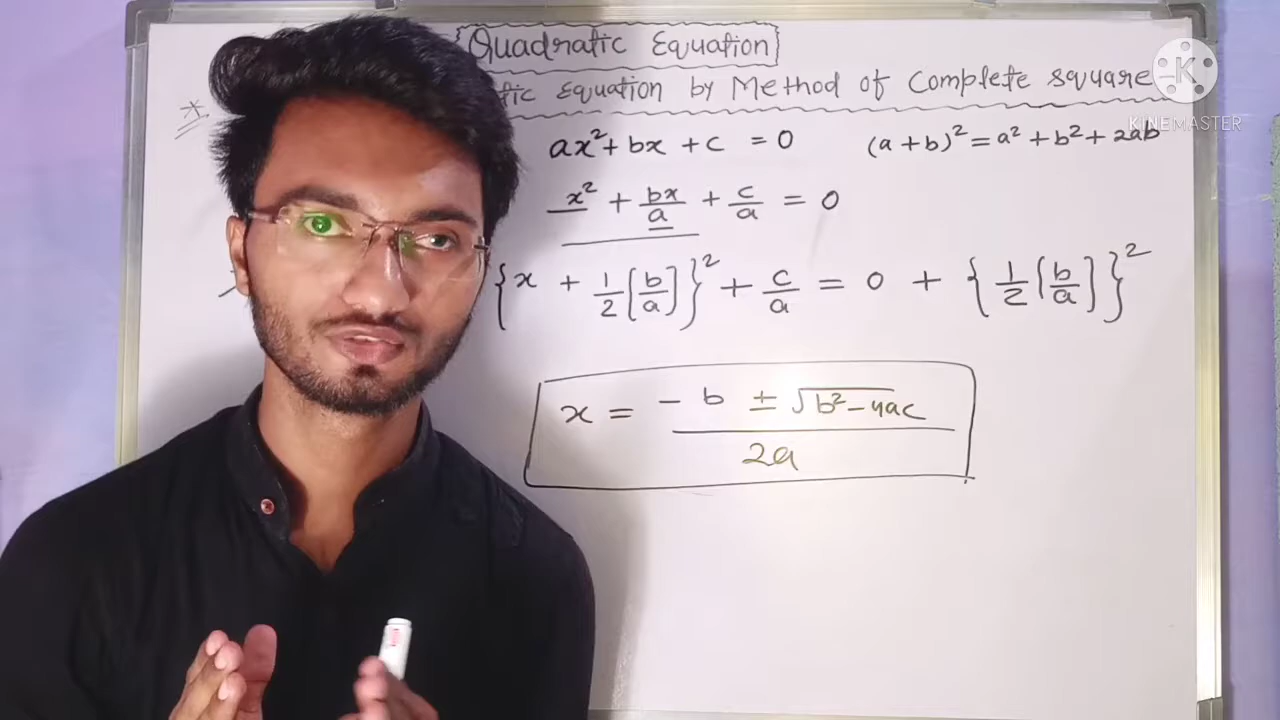 Quadratic Equation
tic Equation by Method of Complete square
K
KINEMASTER
*
ax² + bx + c = 0
(a + b)² = a² + b² + 2ab
x² + bx/a + c/a = 0
{x + 1/2 [b/a]}² + c/a = 0 + {1/2 [b/a]}²
x = - b ± √b² - 4ac / 2a